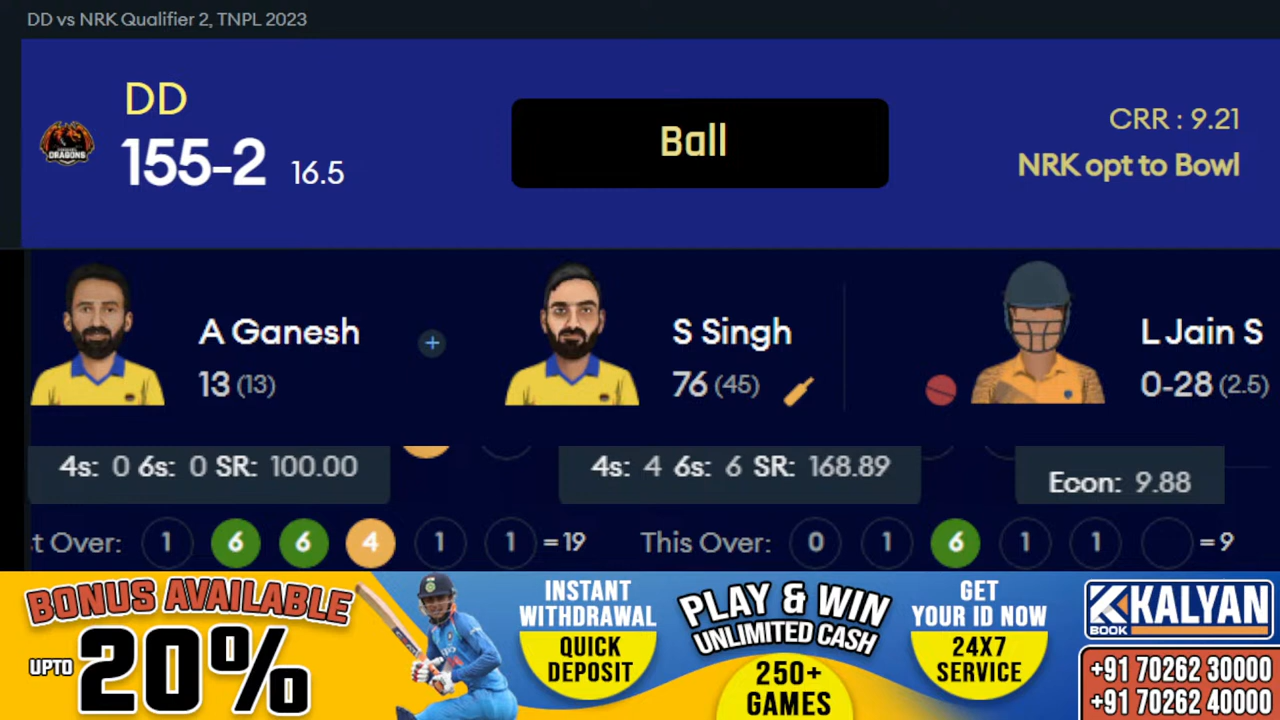 DD vs NRK Qualifier 2, TNPL 2023
DD
155-2 16.5
DRAGONS
Ball
CRR : 9.21
NRK opt to Bowl
A Ganesh
13 (13)
+
S Singh
76 (45)
L Jain S
0-28 (2.5)
4s: 0 6s: 0 SR: 100.00
4s: 4 6s: 6 SR: 168.89
Econ: 9.88
t Over: 1 6 6 4 1 1 = 19
This Over: 0 1 6 1 1 = 9
BONUS AVAILABLE
UPTO 20%
INSTANT
WITHDRAWAL
QUICK
DEPOSIT
PLAY & WIN
UNLIMITED CASH
250+
GAMES
GET
YOUR ID NOW
24X7
SERVICE
KALYAN
BOOK
+91 70262 30000
+91 70262 40000